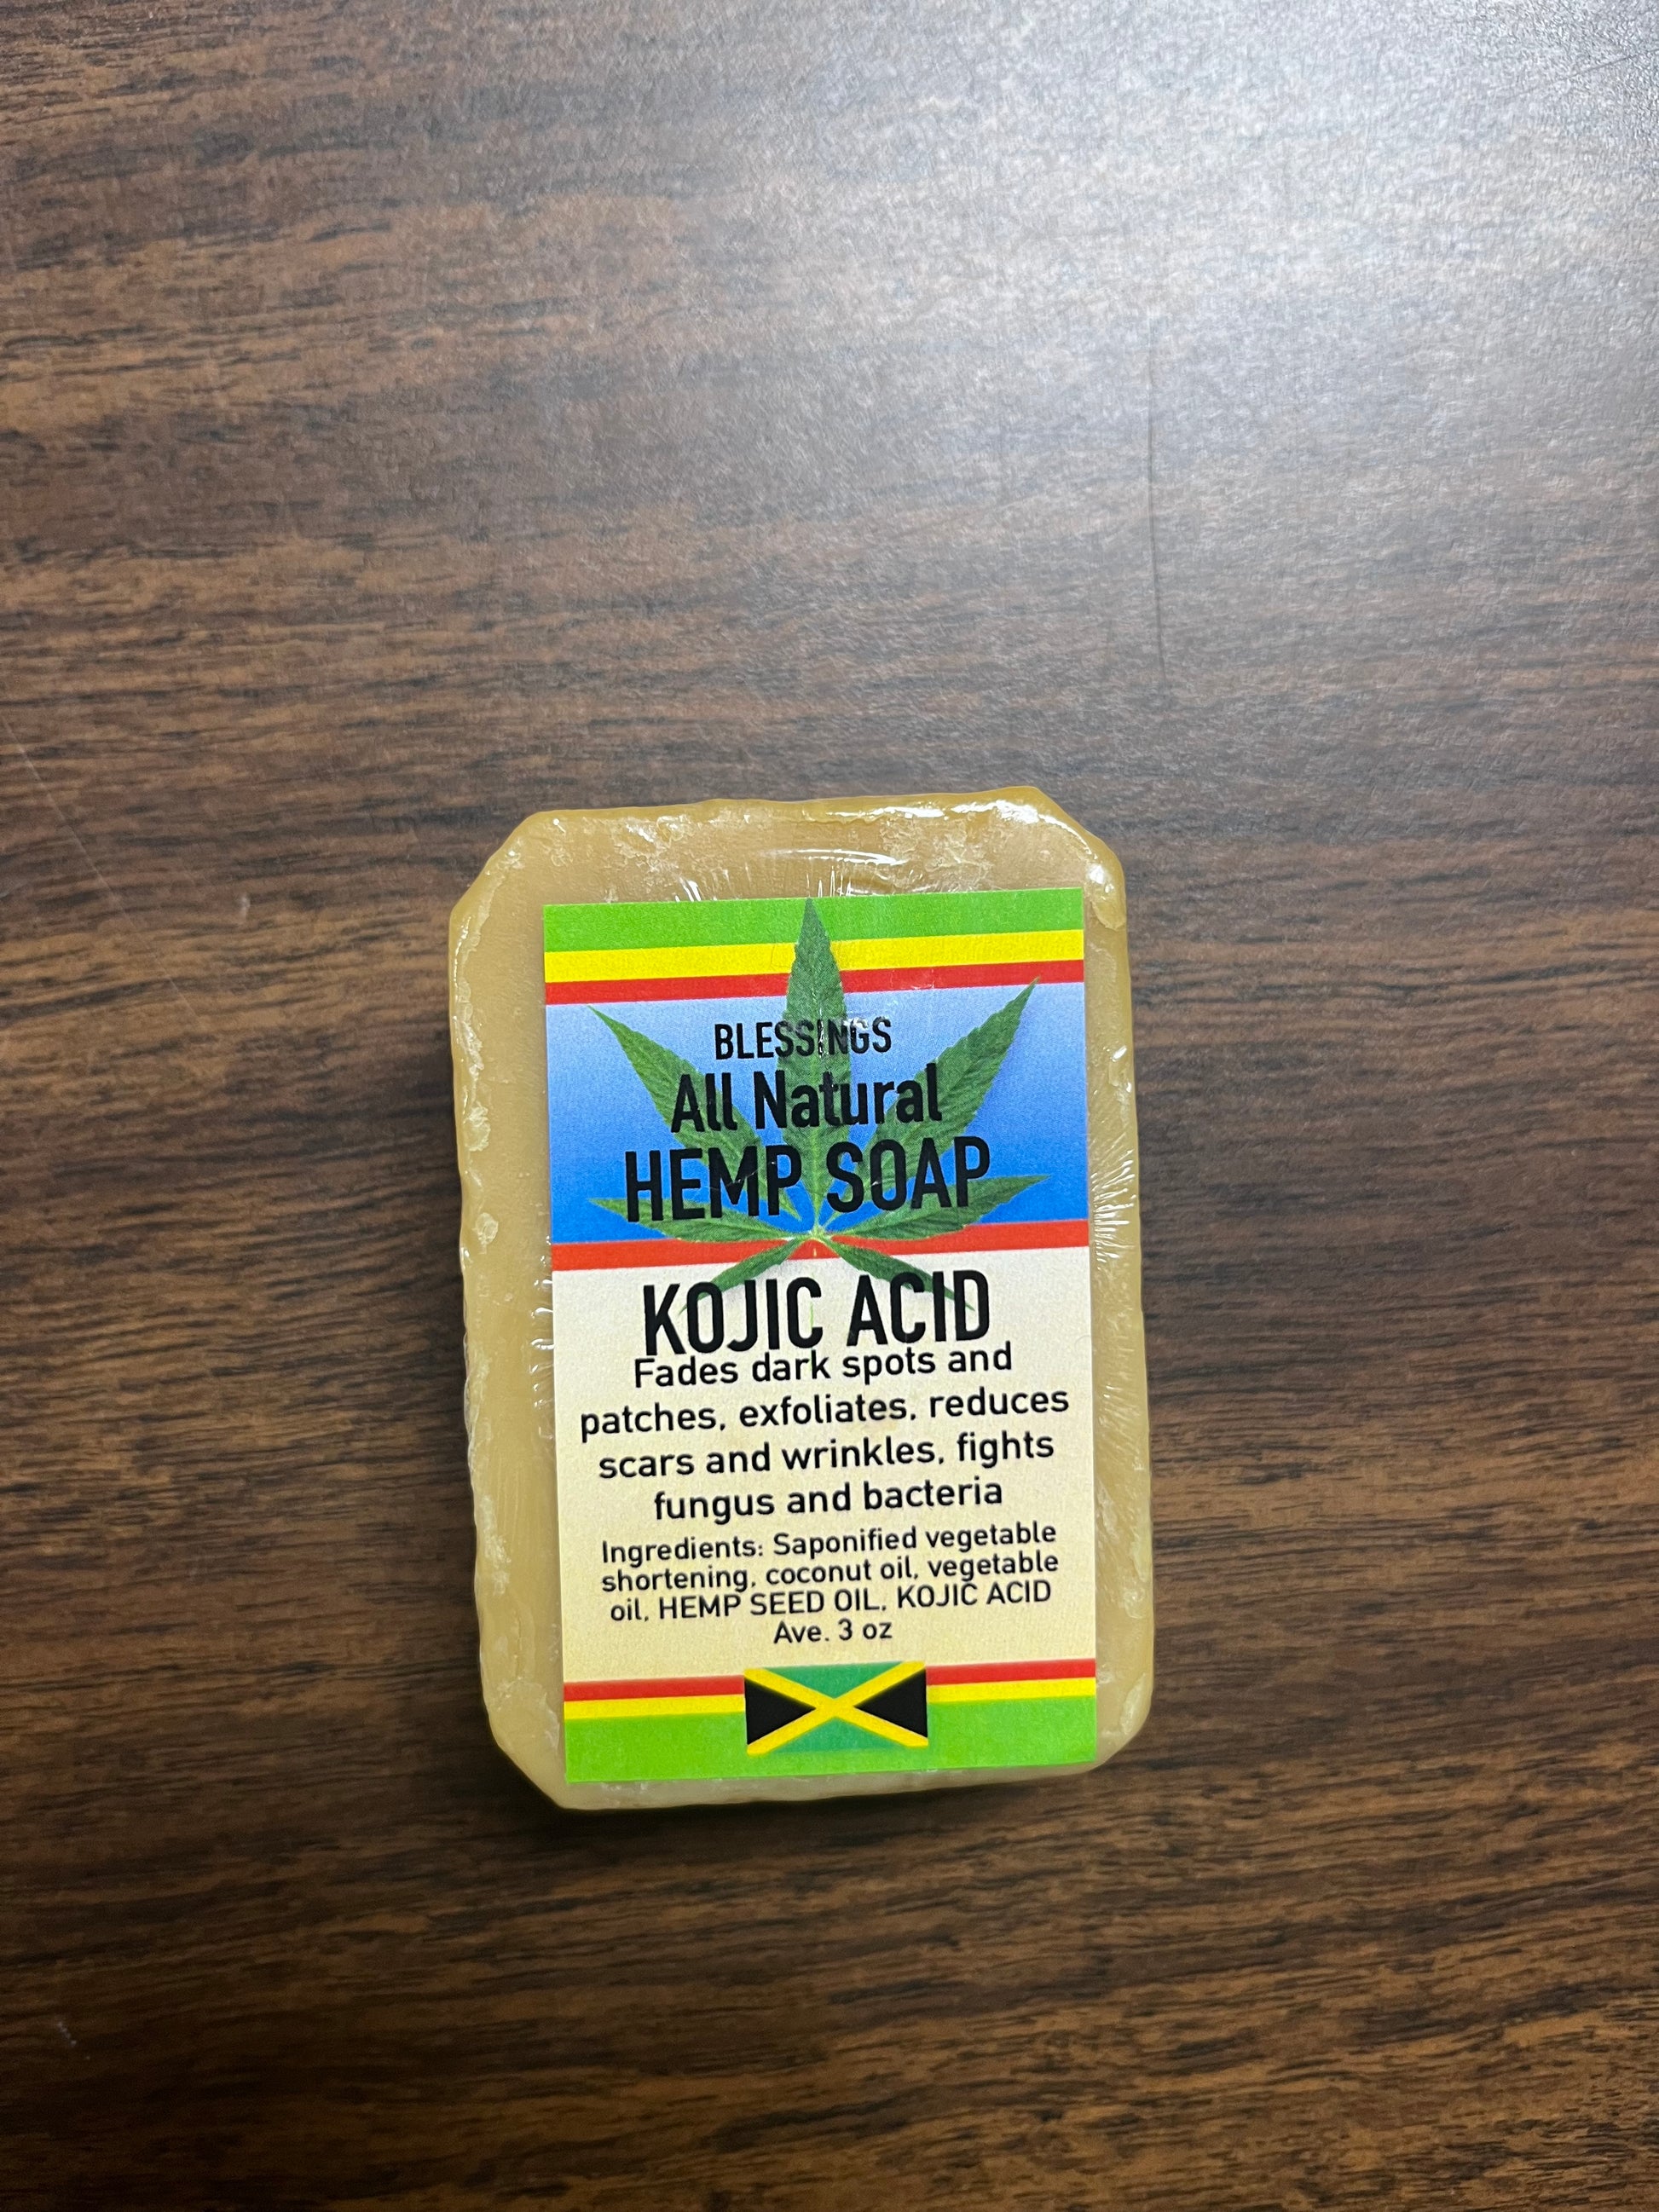 BLESSINGS
All Natural
HEMP SOAP
KOJIC ACID
Fades dark spots and
patches, exfoliates, reduces
scars and wrinkles, fights
fungus and bacteria
Ingredients: Saponified vegetable
shortening, coconut oil, vegetable
oil, HEMP SEED OIL, KOJIC ACID
Ave. 3 oz